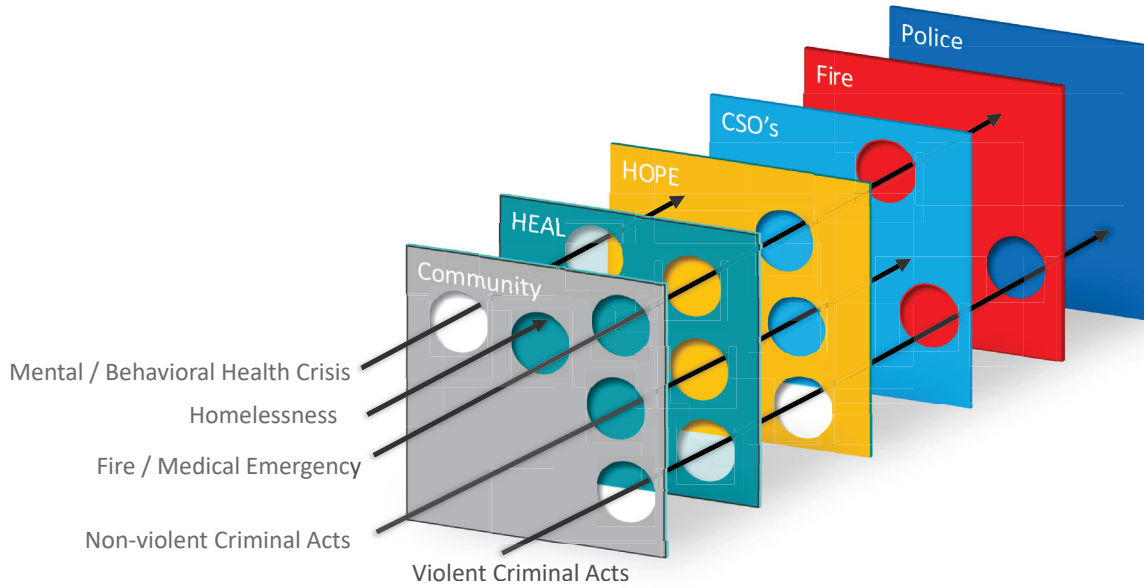 Police
Fire
CSO's
HOPE
HEAL
Community
Mental / Behavioral Health Crisis
Homelessness
Fire / Medical Emergency
Non-violent Criminal Acts
Violent Criminal Acts